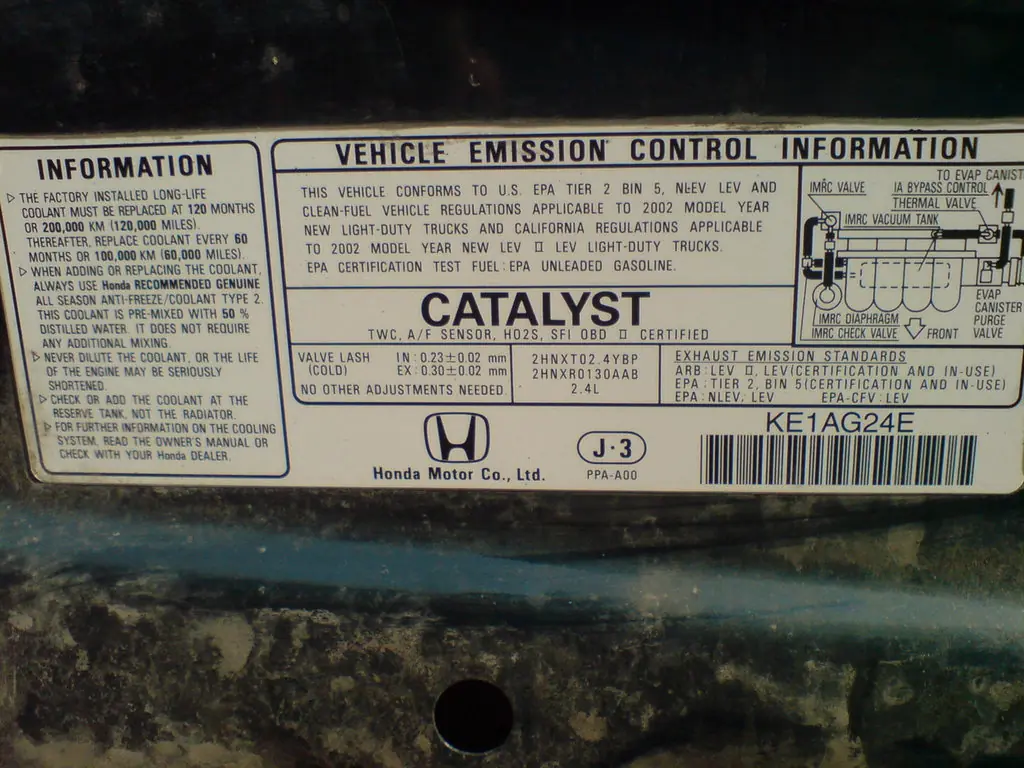 INFORMATION
▷ THE FACTORY INSTALLED LONG-LIFE
COOLANT MUST BE REPLACED AT 120 MONTHS
OR 200,000 KM (120,000 MILES).
THEREAFTER, REPLACE COOLANT EVERY 60
MONTHS OR 100,000 KM (60,000 MILES).
▷ WHEN ADDING OR REPLACING THE COOLANT,
ALWAYS USE Honda RECOMMENDED GENUINE
ALL SEASON ANTI-FREEZE/COOLANT TYPE 2.
THIS COOLANT IS PRE-MIXED WITH 50 %
DISTILLED WATER. IT DOES NOT REQUIRE
ANY ADDITIONAL MIXING.
▷ NEVER DILUTE THE COOLANT, OR THE LIFE
OF THE ENGINE MAY BE SERIOUSLY
SHORTENED.
▷ CHECK OR ADD THE COOLANT AT THE
RESERVE TANK, NOT THE RADIATOR.
▷ FOR FURTHER INFORMATION ON THE COOLING
SYSTEM, READ THE OWNER'S MANUAL OR
CHECK WITH YOUR Honda DEALER.
VEHICLE EMISSION CONTROL INFORMATION
THIS VEHICLE CONFORMS TO U.S. EPA TIER 2 BIN 5, NLEV LEV AND
CLEAN-FUEL VEHICLE REGULATIONS APPLICABLE TO 2002 MODEL YEAR
NEW LIGHT-DUTY TRUCKS AND CALIFORNIA REGULATIONS APPLICABLE
TO 2002 MODEL YEAR NEW LEV Ⅱ LEV LIGHT-DUTY TRUCKS.
EPA CERTIFICATION TEST FUEL: EPA UNLEADED GASOLINE.
CATALYST
TWC, A/F SENSOR, HO2S, SFI OBD Ⅱ CERTIFIED
VALVE LASH IN: 0.23±0.02 mm
(COLD) EX: 0.30±0.02 mm
NO OTHER ADJUSTMENTS NEEDED
2HNXT02.4YBP
2HNXR0130AAB
2.4L
EXHAUST EMISSION STANDARDS
ARB: LEV Ⅱ, LEV(CERTIFICATION AND IN-USE)
EPA: TIER 2, BIN 5(CERTIFICATION AND IN-USE)
EPA: NLEV, LEV EPA-CFV: LEV
TO EVAP CANIST
IMRC VALVE IA BYPASS CONTROL
THERMAL VALVE
IMRC VACUUM TANK
EVAP
CANISTER
PURGE
VALVE
IMRC DIAPHRAGM
IMRC CHECK VALVE FRONT
Honda Motor Co., Ltd.
J·3
PPA-A00
KE1AG24E